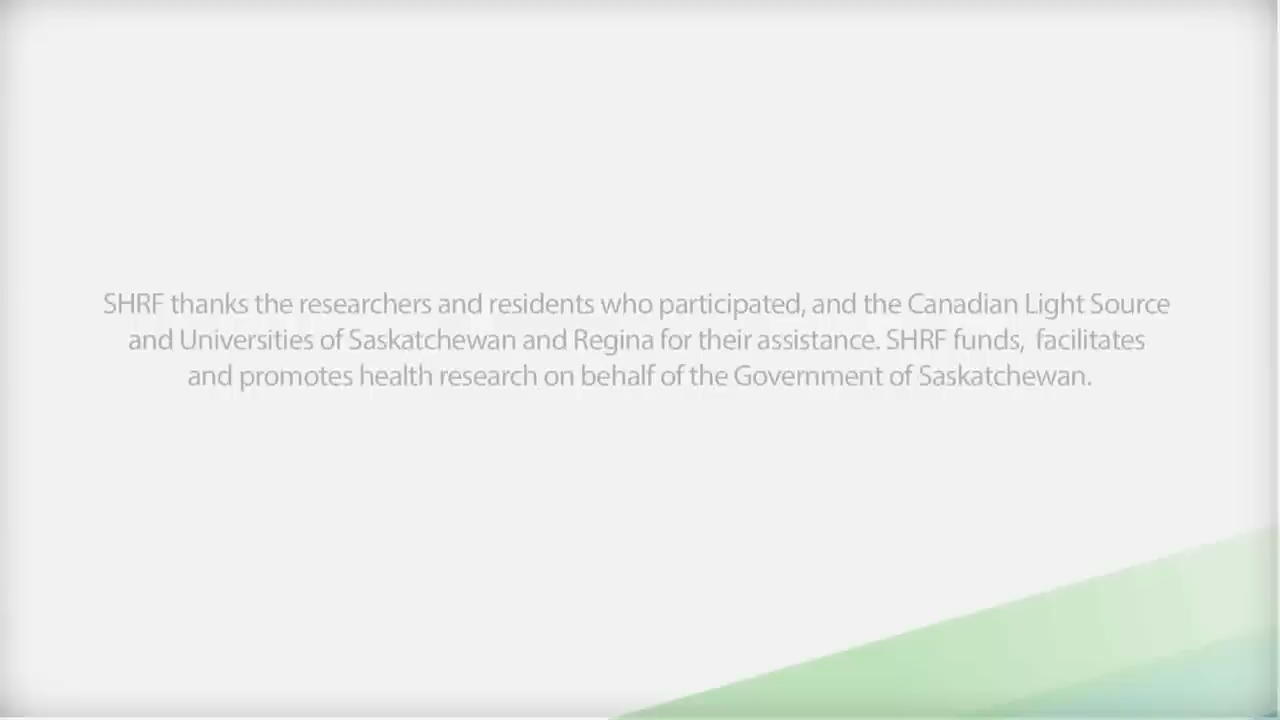 SHRF thanks the researchers and residents who participated, and the Canadian Light Source
and Universities of Saskatchewan and Regina for their assistance. SHRF funds,  facilitates
and promotes health research on behalf of the Government of Saskatchewan.